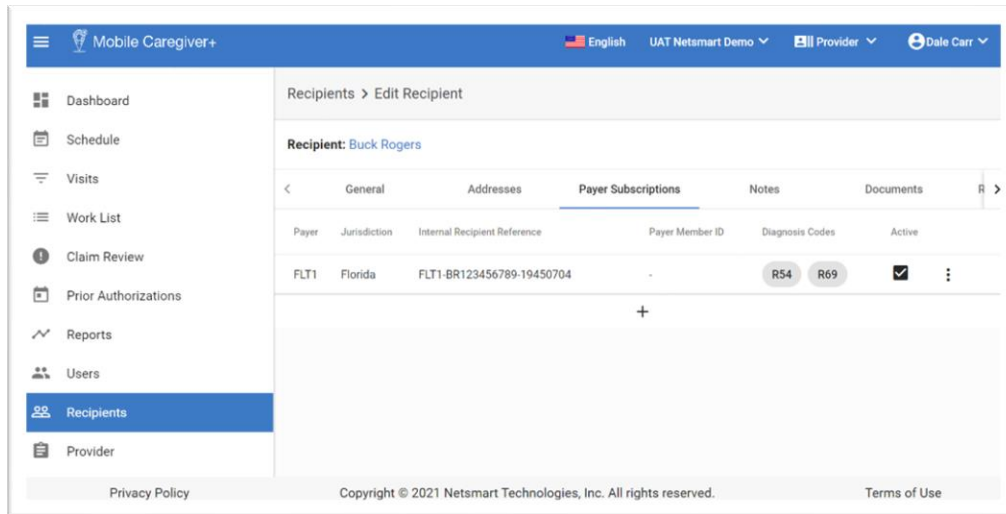 Mobile Caregiver+
English
UAT Netsmart Demo
Provider
Dale Carr
Dashboard
Schedule
Visits
Work List
Claim Review
Prior Authorizations
Reports
Users
Recipients
Provider
Recipients > Edit Recipient
Recipient: Buck Rogers
< General Addresses Payer Subscriptions Notes Documents R >
Payer Jurisdiction Internal Recipient Reference Payer Member ID Diagnosis Codes Active
FLT1 Florida FLT1-BR123456789-19450704 - R54 R69
+
Privacy Policy
Copyright © 2021 Netsmart Technologies, Inc. All rights reserved.
Terms of Use